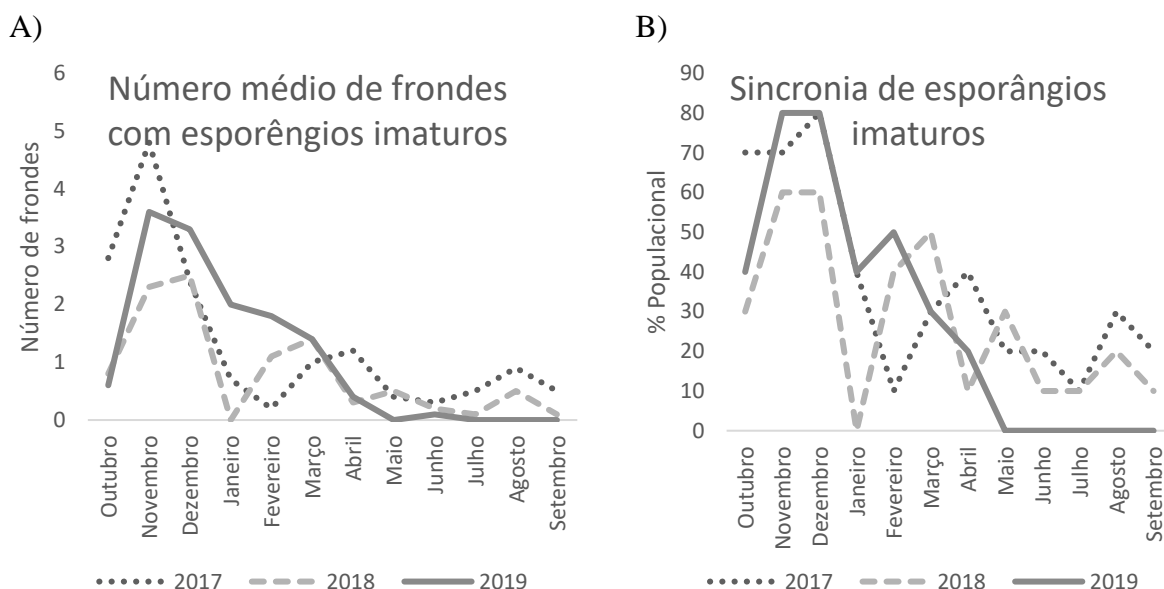 A)
Número médio de frondes
com esporêngios imaturos
Número de frondes
6
5
4
3
2
1
0
Outubro
Novembro
Dezembro
Janeiro
Fevereiro
Março
Abril
Maio
Junho
Julho
Agosto
Setembro
2017 2018 2019
B)
Sincronia de esporângios
imaturos
% Populacional
90
80
70
60
50
40
30
20
10
0
Outubro
Novembro
Dezembro
Janeiro
Fevereiro
Março
Abril
Maio
Junho
Julho
Agosto
Setembro
2017 2018 2019